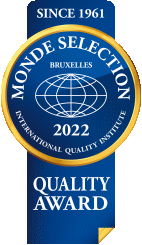 SINCE 1961
MONDE SELECTION
BRUXELLES
2022
INTERNATIONAL QUALITY INSTITUTE
QUALITY
AWARD